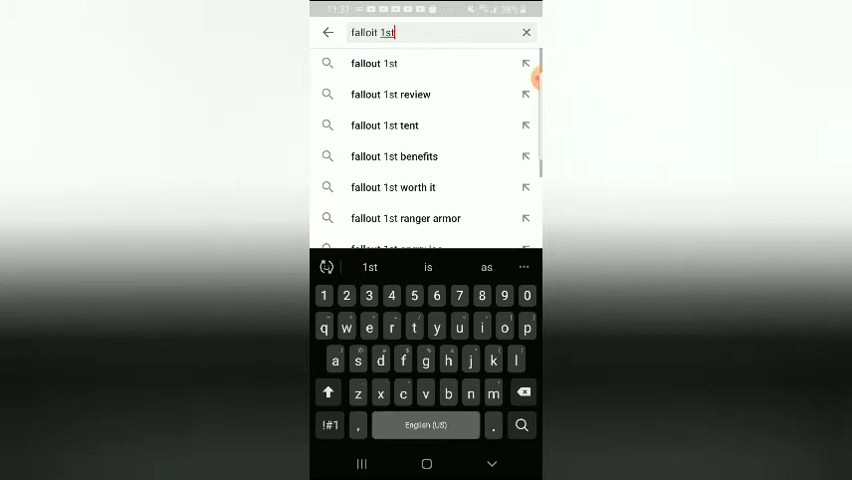 11:31 38%
falloit 1st
fallout 1st
fallout 1st review
fallout 1st tent
fallout 1st benefits
fallout 1st worth it
fallout 1st ranger armor
1st is as
1 2 3 4 5 6 7 8 9 0
q w e r t y u i o p
a s d f g h j k l
z x c v b n m
!#1 , English (US) .